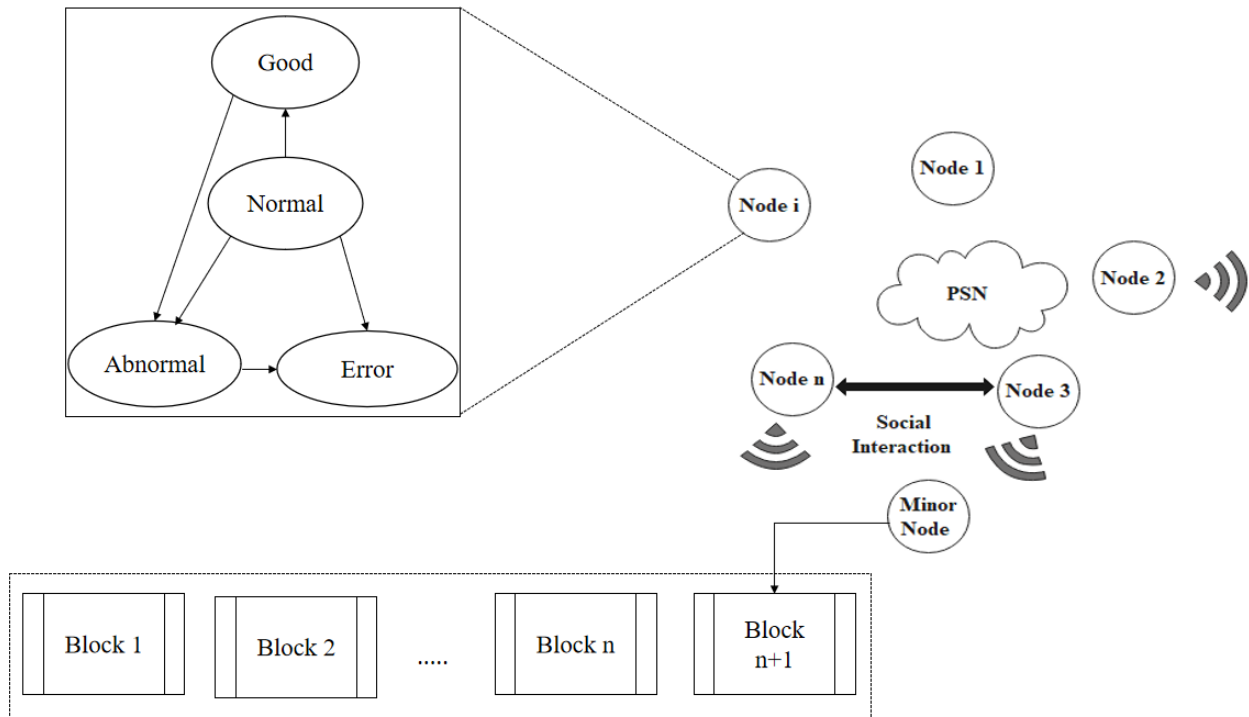 Good
Normal
Abnormal
Error
Node i
Node 1
PSN
Node 2
Node n
Node 3
Social
Interaction
Minor
Node
Block 1
Block 2
.....
Block n
Block
n+1